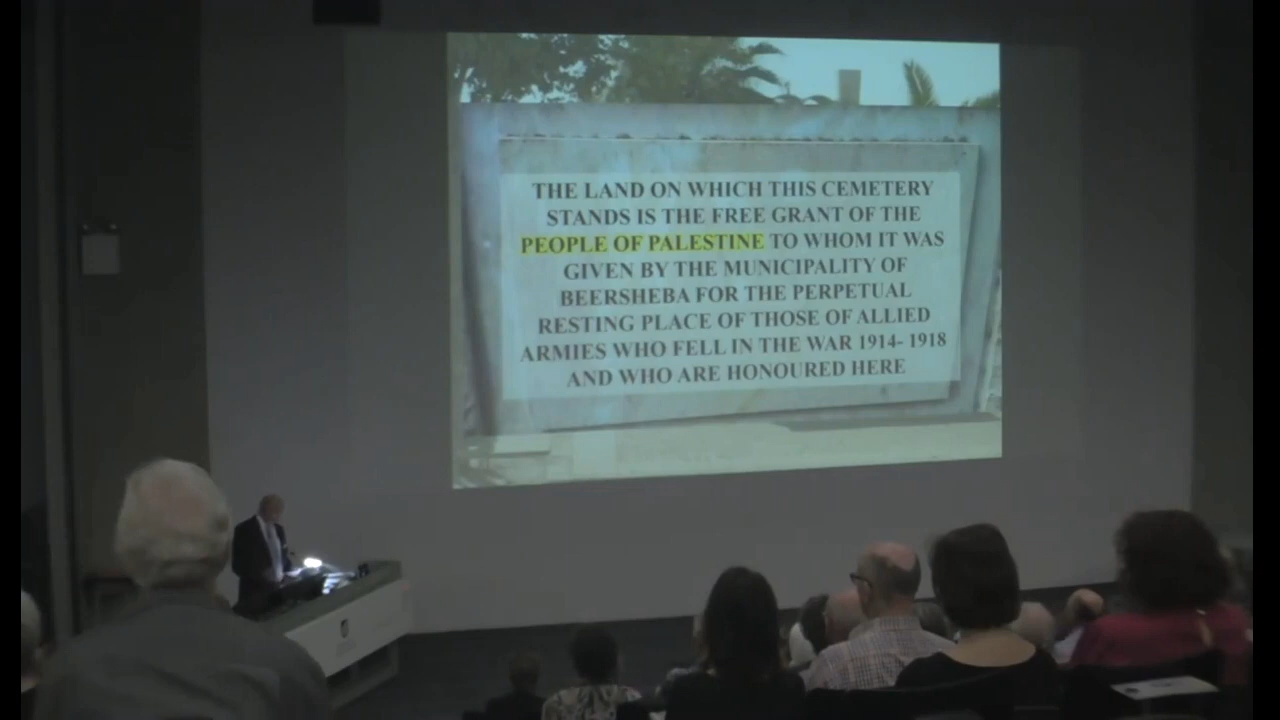 THE LAND ON WHICH THIS CEMETERY
STANDS IS THE FREE GRANT OF THE
PEOPLE OF PALESTINE TO WHOM IT WAS
GIVEN BY THE MUNICIPALITY OF
BEERSHEBA FOR THE PERPETUAL
RESTING PLACE OF THOSE OF ALLIED
ARMIES WHO FELL IN THE WAR 1914- 1918
AND WHO ARE HONOURED HERE